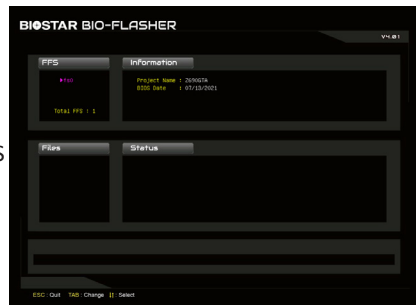 BIOSTAR BIO-FLASHER
V4.01
FFS
Information
Project Name : Z690GTA
BIOS Date : 07/13/2021
Total FFS : 1
Files
Status
ESC : Quit TAB : Change ↑↓ : Select